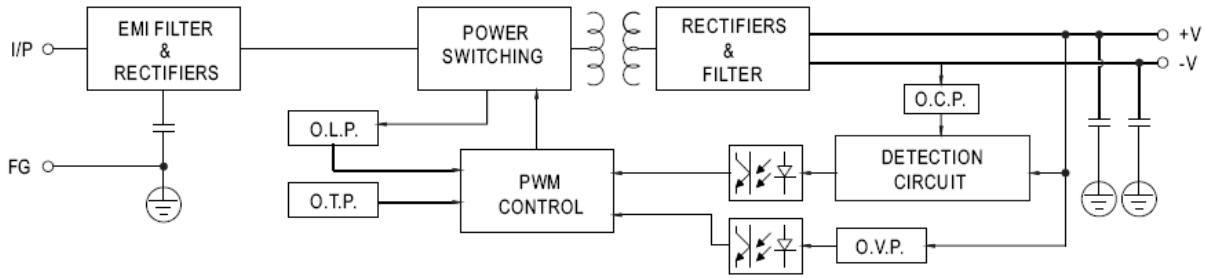 I/P
EMI FILTER
&
RECTIFIERS
POWER
SWITCHING
RECTIFIERS
&
FILTER
+V
-V
O.C.P.
O.L.P.
DETECTION
CIRCUIT
FG
PWM
CONTROL
O.T.P.
O.V.P.